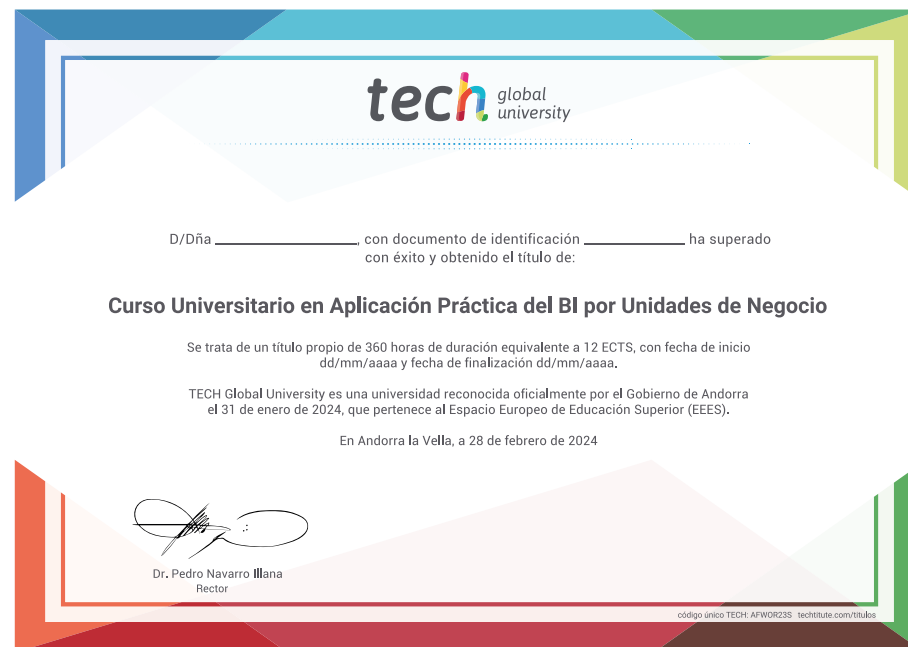 tech global university
D/Dña ____________________, con documento de identificación ______________ ha superado
con éxito y obtenido el título de:
Curso Universitario en Aplicación Práctica del BI por Unidades de Negocio
Se trata de un título propio de 360 horas de duración equivalente a 12 ECTS, con fecha de inicio
dd/mm/aaaa y fecha de finalización dd/mm/aaaa.
TECH Global University es una universidad reconocida oficialmente por el Gobierno de Andorra
el 31 de enero de 2024, que pertenece al Espacio Europeo de Educación Superior (EEES).
En Andorra la Vella, a 28 de febrero de 2024
Dr. Pedro Navarro Illana
Rector
código único TECH: AFWOR23S techtitute.com/titulos